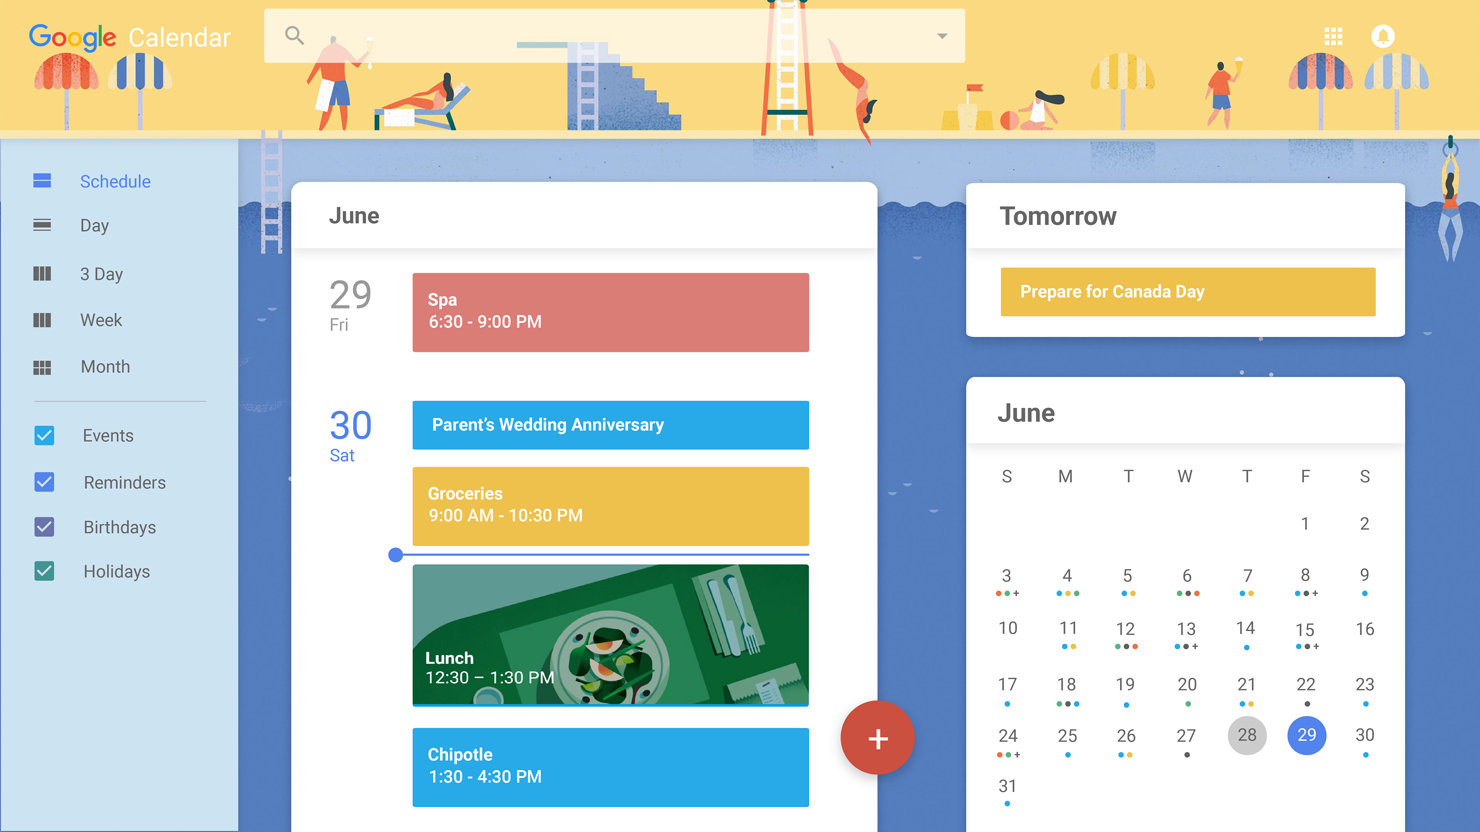 Google Calendar
Schedule
Day
3 Day
Week
Month
Events
Reminders
Birthdays
Holidays
June
29
Fri
Spa
6:30 - 9:00 PM
30
Sat
Parent's Wedding Anniversary
Groceries
9:00 AM - 10:30 PM
Lunch
12:30 – 1:30 PM
Chipotle
1:30 - 4:30 PM
+
Tomorrow
Prepare for Canada Day
June
S M T W T F S
1 2
3 4 5 6 7 8 9
+ +
10 11 12 13 14 15 16
+ +
17 18 19 20 21 22 23
24 25 26 27 28 29 30
+
31